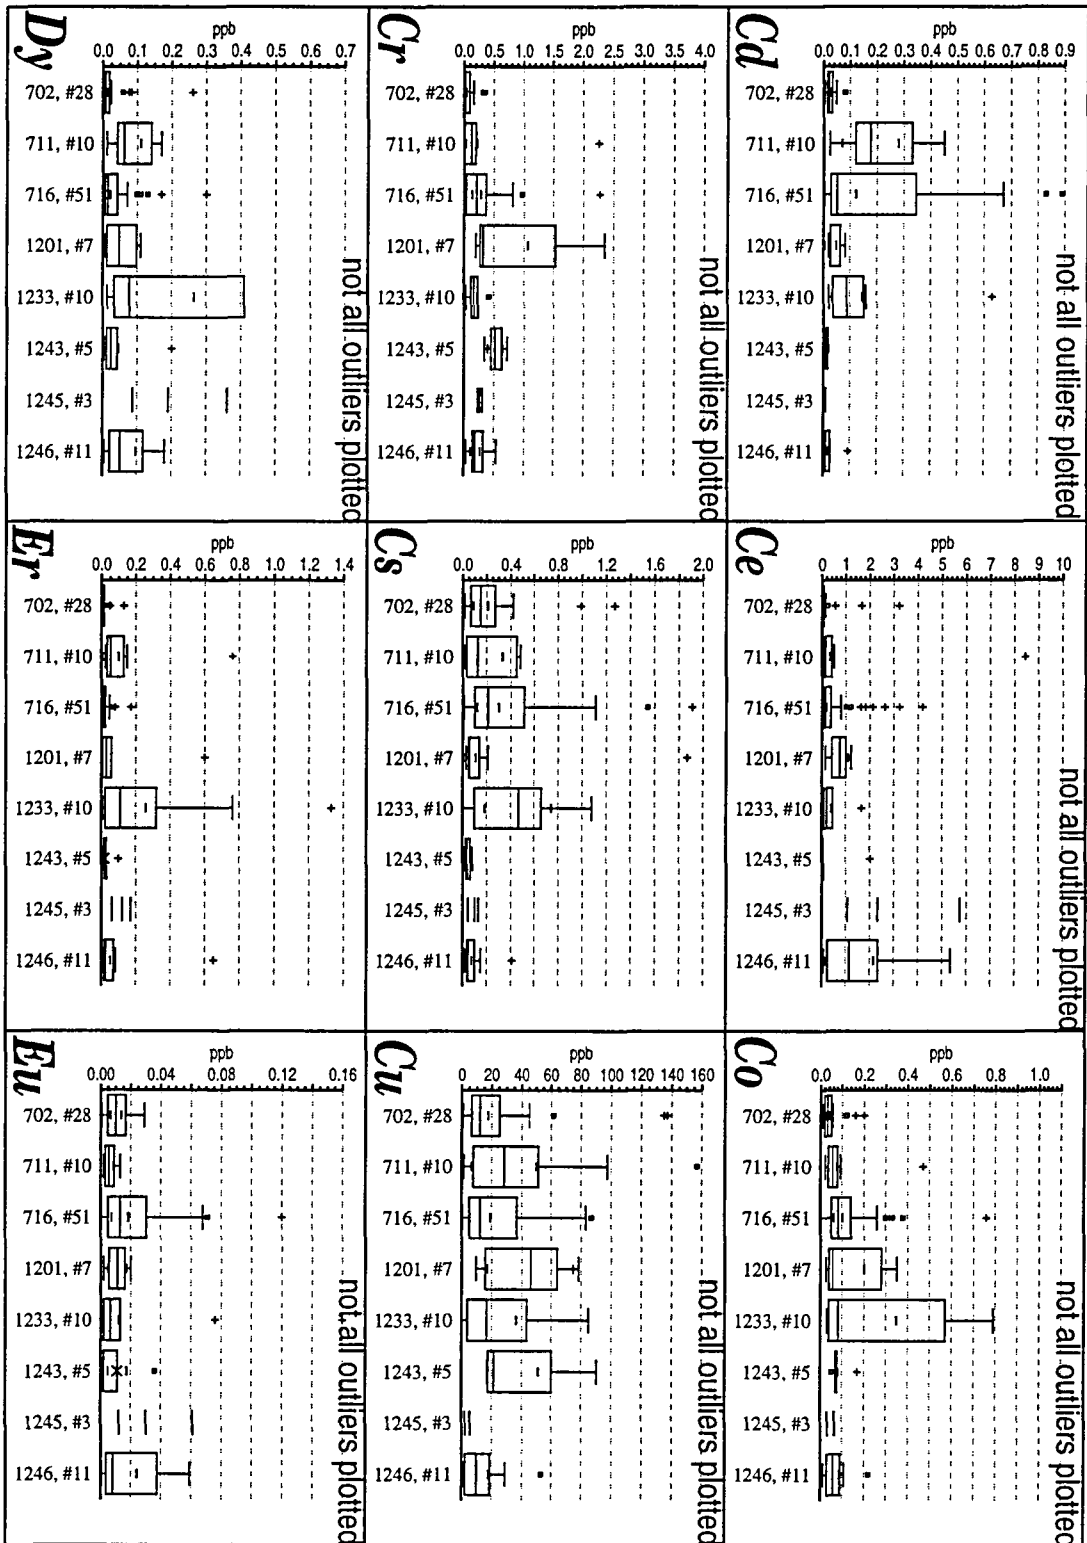 Cd
ppb
0.0 0.1 0.2 0.3 0.4 0.5 0.6 0.7 0.8 0.9
not all outliers plotted
702, #28
711, #10
716, #51
1201, #7
1233, #10
1243, #5
1245, #3
1246, #11
Ce
ppb
0 1 2 3 4 5 6 7 8 9 10
not all outliers plotted
702, #28
711, #10
716, #51
1201, #7
1233, #10
1243, #5
1245, #3
1246, #11
Co
ppb
0.0 0.2 0.4 0.6 0.8 1.0
not all outliers plotted
702, #28
711, #10
716, #51
1201, #7
1233, #10
1243, #5
1245, #3
1246, #11
Cr
ppb
0.0 0.5 1.0 1.5 2.0 2.5 3.0 3.5 4.0
not all outliers plotted
702, #28
711, #10
716, #51
1201, #7
1233, #10
1243, #5
1245, #3
1246, #11
Cs
ppb
0.0 0.4 0.8 1.2 1.6 2.0
702, #28
711, #10
716, #51
1201, #7
1233, #10
1243, #5
1245, #3
1246, #11
Cu
ppb
0 20 40 60 80 100 120 140 160
not all outliers plotted
702, #28
711, #10
716, #51
1201, #7
1233, #10
1243, #5
1245, #3
1246, #11
Dy
ppb
0.0 0.1 0.2 0.3 0.4 0.5 0.6 0.7
not all outliers plotted
702, #28
711, #10
716, #51
1201, #7
1233, #10
1243, #5
1245, #3
1246, #11
Er
ppb
0.0 0.2 0.4 0.6 0.8 1.0 1.2 1.4
702, #28
711, #10
716, #51
1201, #7
1233, #10
1243, #5
1245, #3
1246, #11
Eu
ppb
0.00 0.04 0.08 0.12 0.16
not all outliers plotted
702, #28
711, #10
716, #51
1201, #7
1233, #10
1243, #5
1245, #3
1246, #11